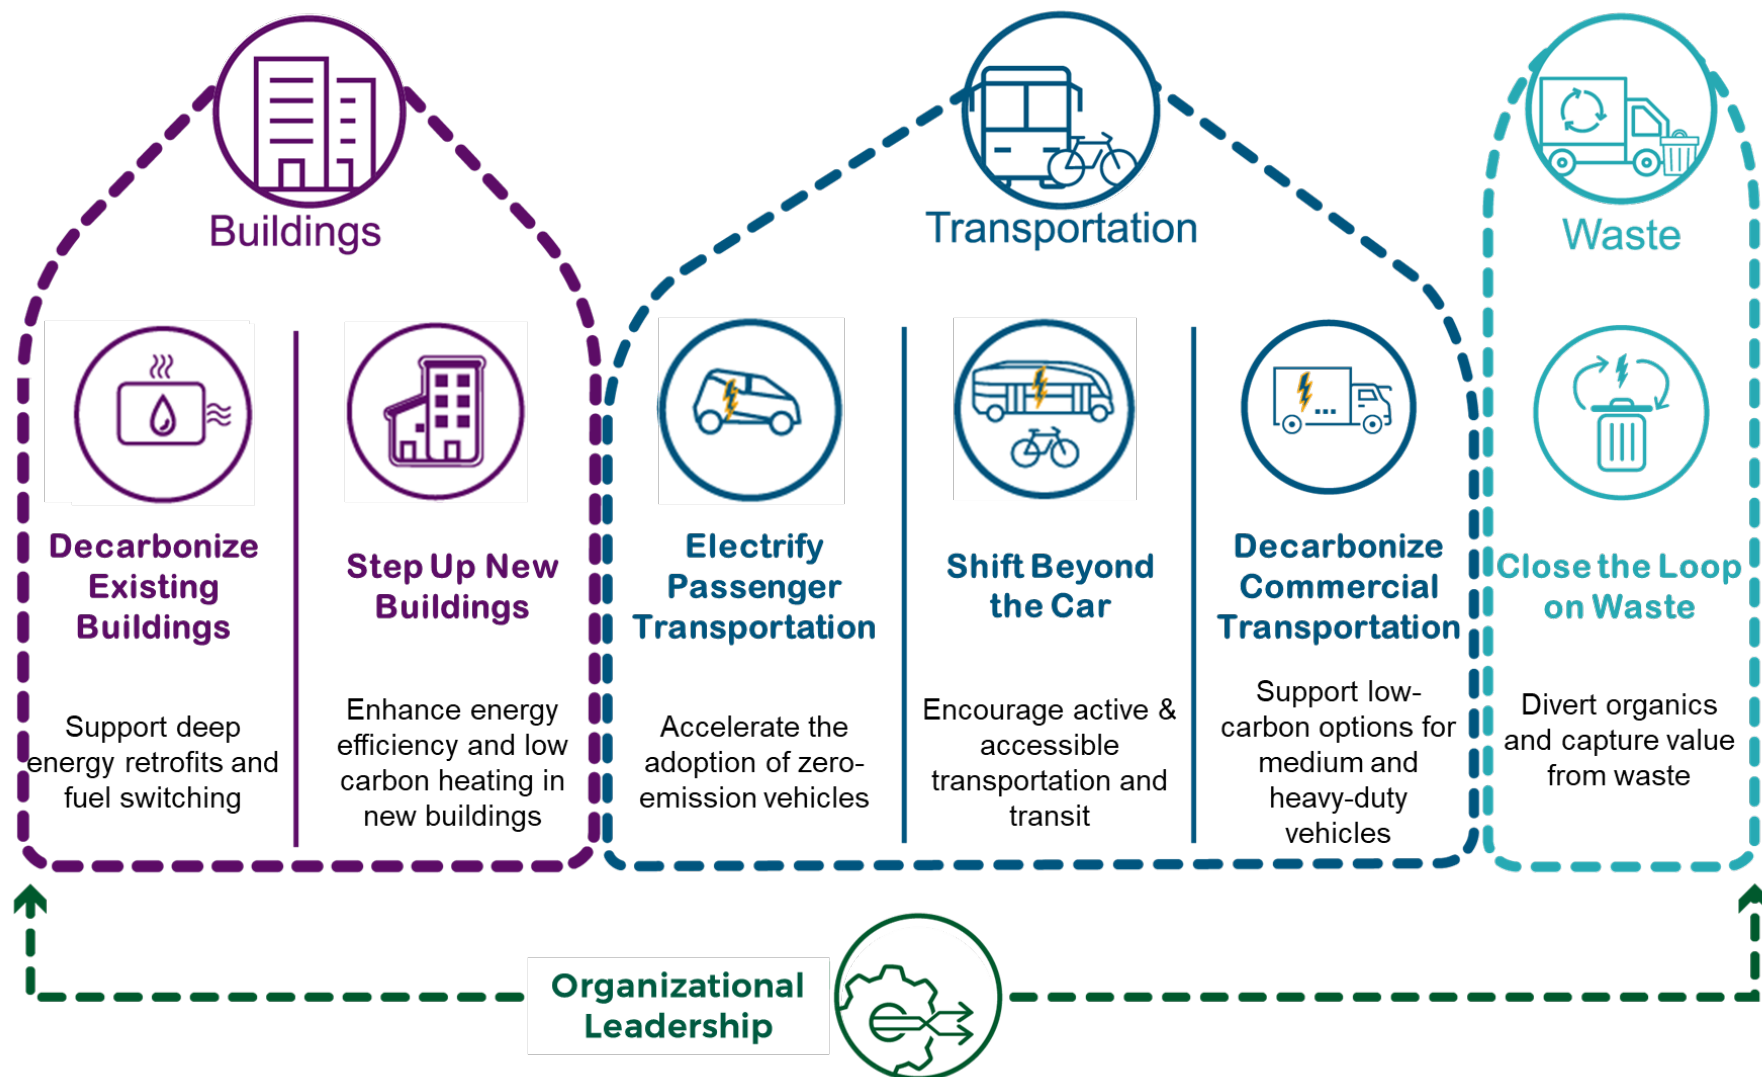 Buildings
Transportation
Waste
Decarbonize
Existing
Buildings
Support deep
energy retrofits and
fuel switching
Step Up New
Buildings
Enhance energy
efficiency and low
carbon heating in
new buildings
Electrify
Passenger
Transportation
Accelerate the
adoption of zero-
emission vehicles
Shift Beyond
the Car
Encourage active &
accessible
transportation and
transit
Decarbonize
Commercial
Transportation
Support low-
carbon options for
medium and
heavy-duty
vehicles
Close the Loop
on Waste
Divert organics
and capture value
from waste
Organizational
Leadership